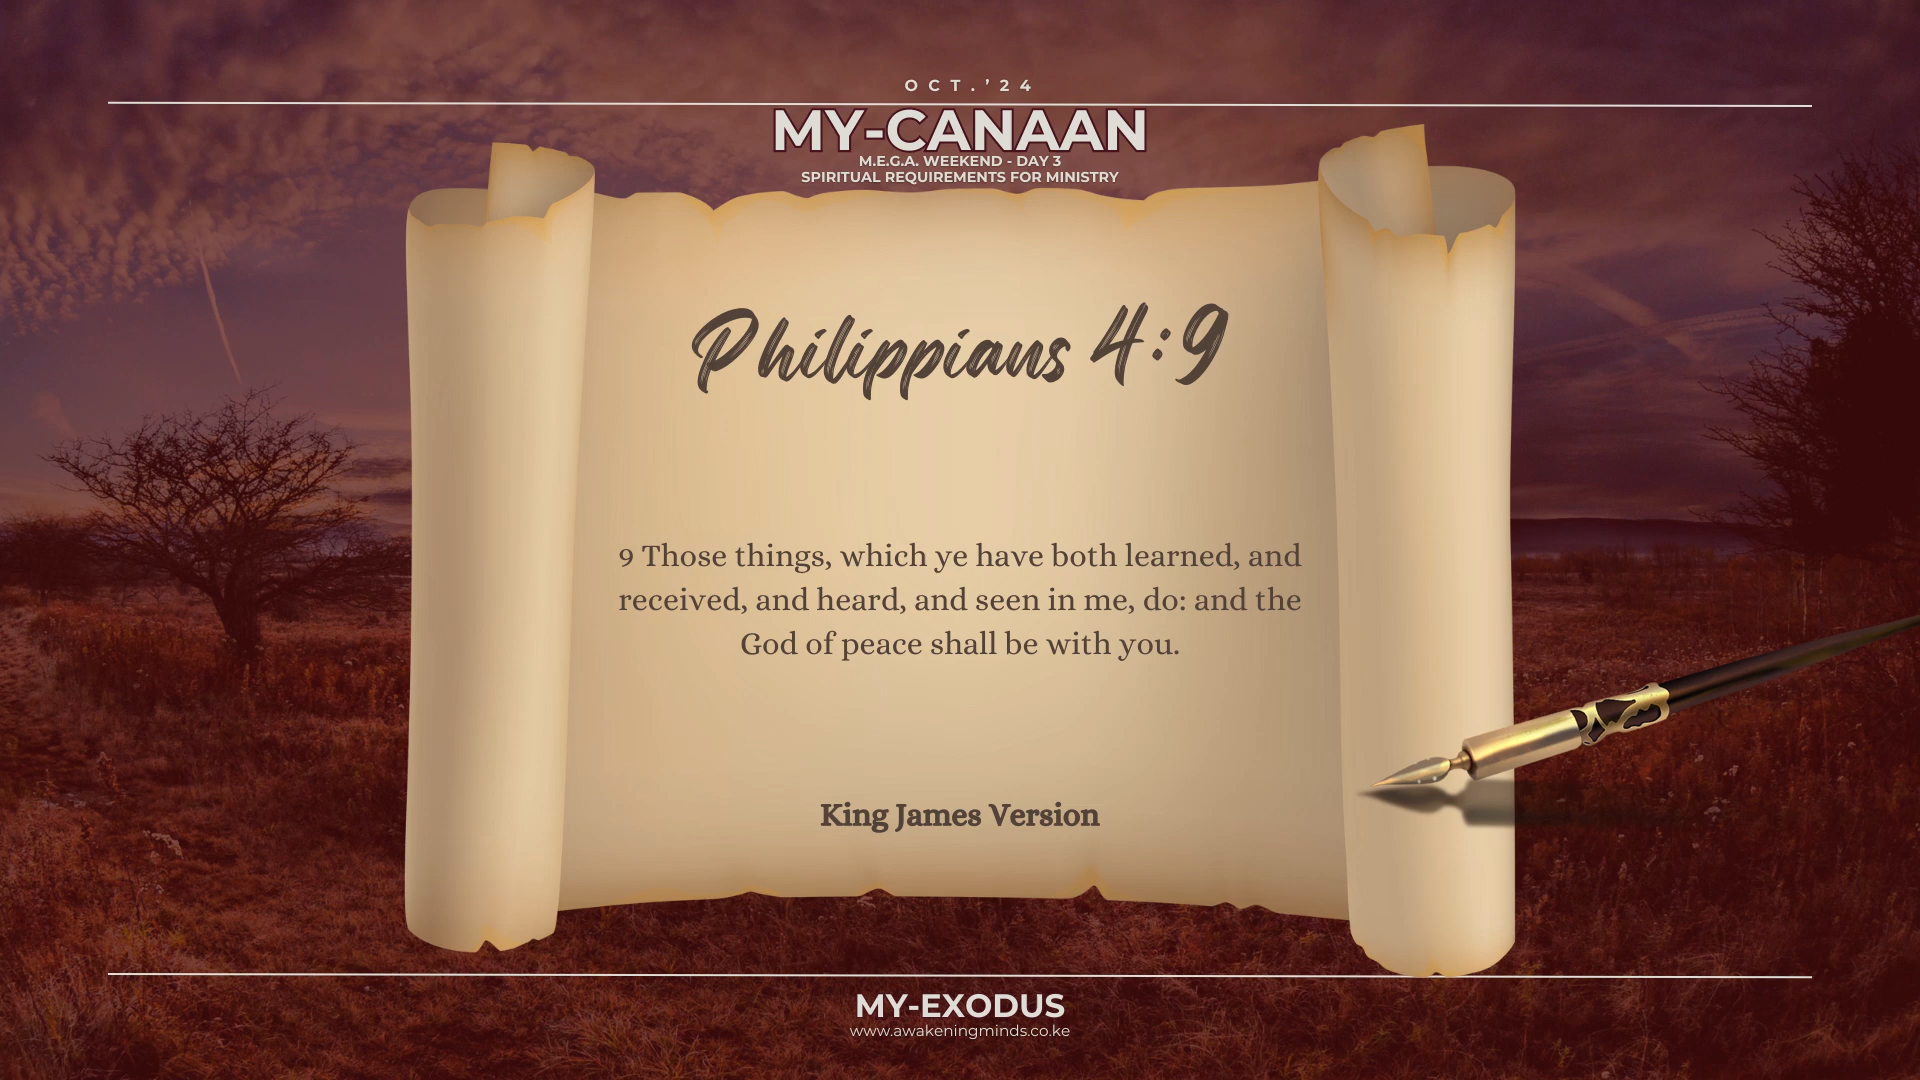 OCT.'24
MY-CANAAN
M.E.G.A. WEEKEND - DAY 3
SPIRITUAL REQUIREMENTS FOR MINISTRY
Philippians 4:9
9 Those things, which ye have both learned, and
received, and heard, and seen in me, do: and the
God of peace shall be with you.
King James Version
MY-EXODUS
www.awakeningminds.co.ke